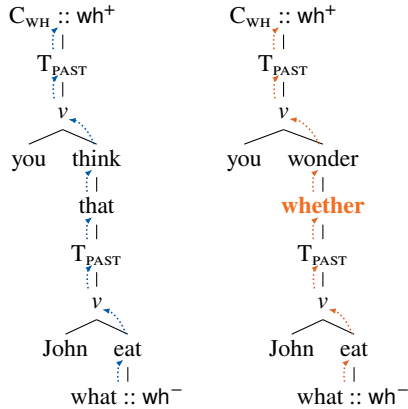 C_WH :: wh⁺ C_WH :: wh⁺
T_PAST T_PAST
v v
you think you wonder
that whether
T_PAST T_PAST
v v
John eat John eat
what :: wh⁻ what :: wh⁻